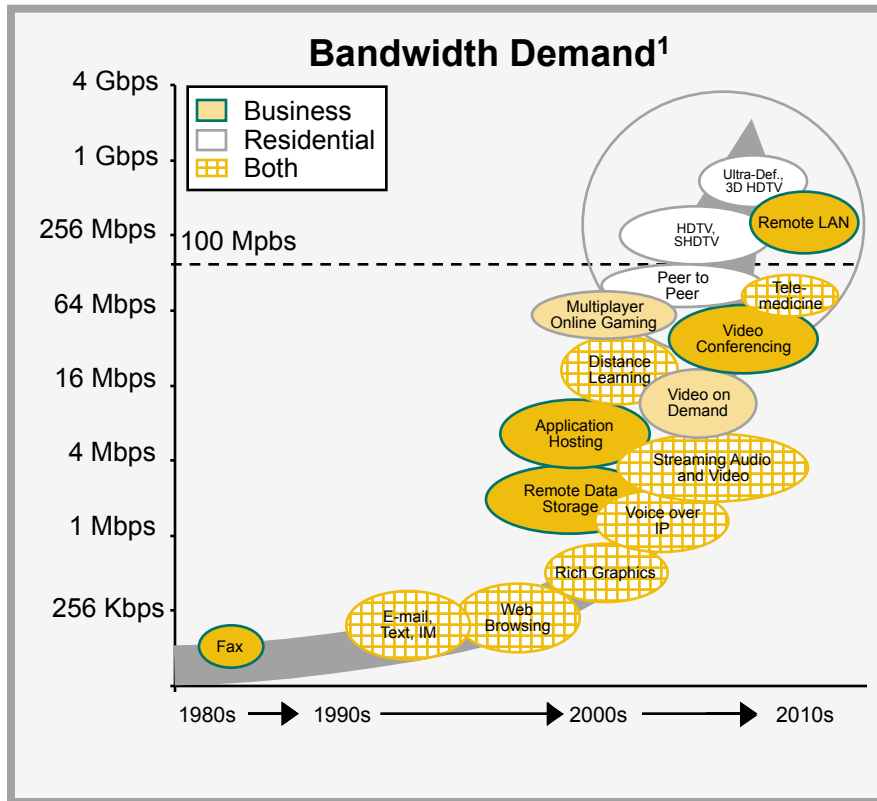 Bandwidth Demand¹
4 Gbps
1 Gbps
256 Mbps
64 Mbps
16 Mbps
4 Mbps
1 Mbps
256 Kbps
Business
Residential
Both
100 Mpbs
Ultra-Def.,
3D HDTV
Remote LAN
HDTV,
SHDTV
Peer to
Peer
Tele-
medicine
Multiplayer
Online Gaming
Video
Conferencing
Distance
Learning
Video on
Demand
Application
Hosting
Streaming Audio
and Video
Remote Data
Storage
Voice over
IP
Rich Graphics
E-mail,
Text, IM
Web
Browsing
Fax
1980s
1990s
2000s
2010s